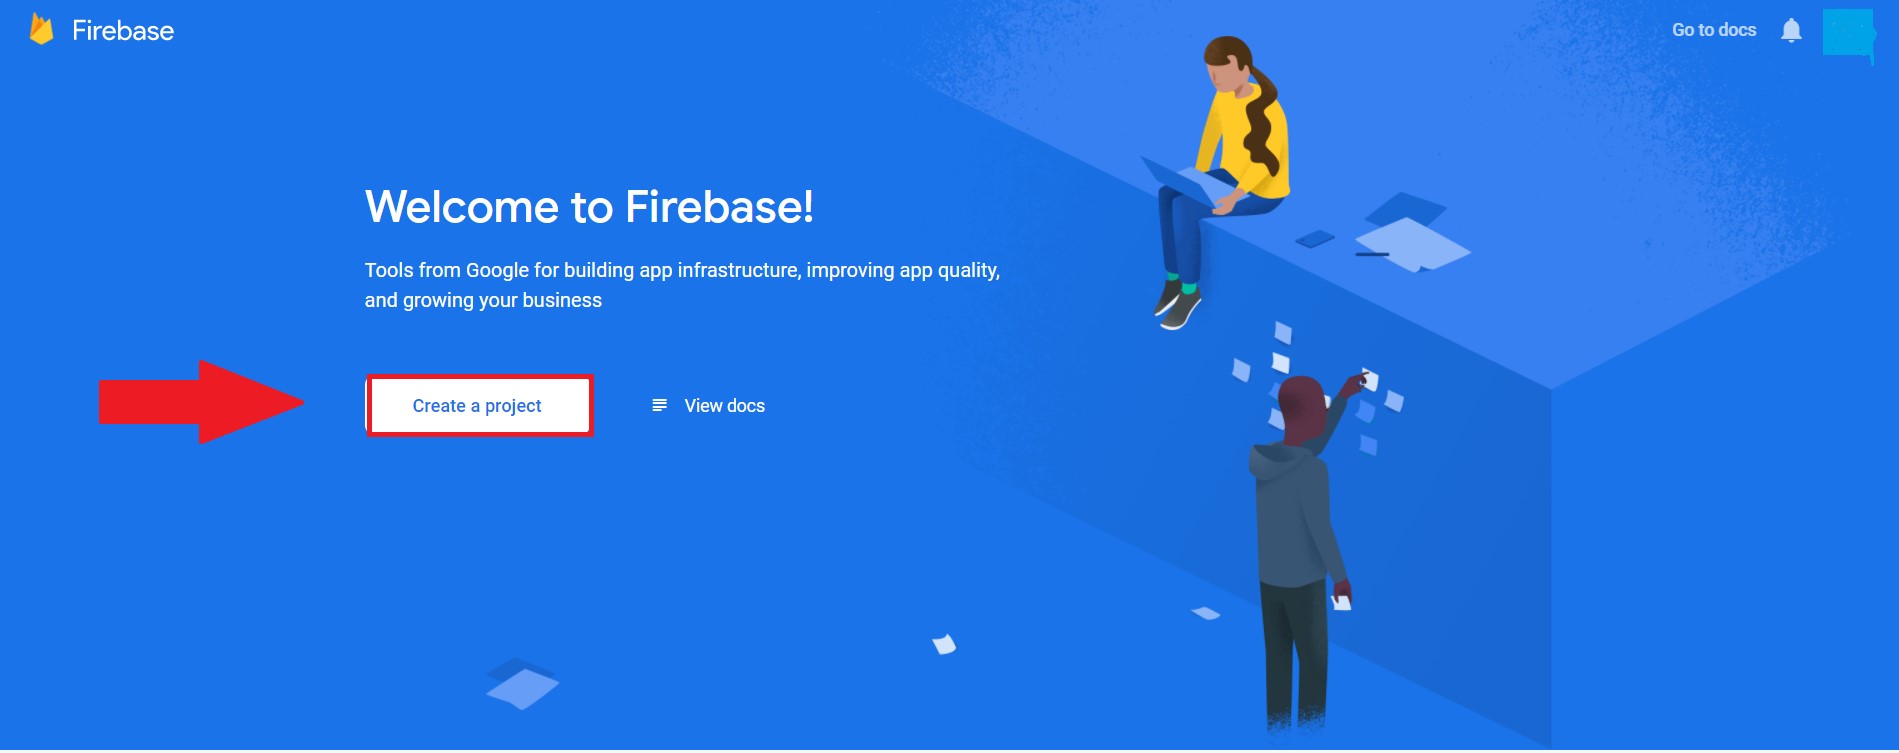 Firebase
Go to docs
Welcome to Firebase!
Tools from Google for building app infrastructure, improving app quality,
and growing your business
Create a project
View docs